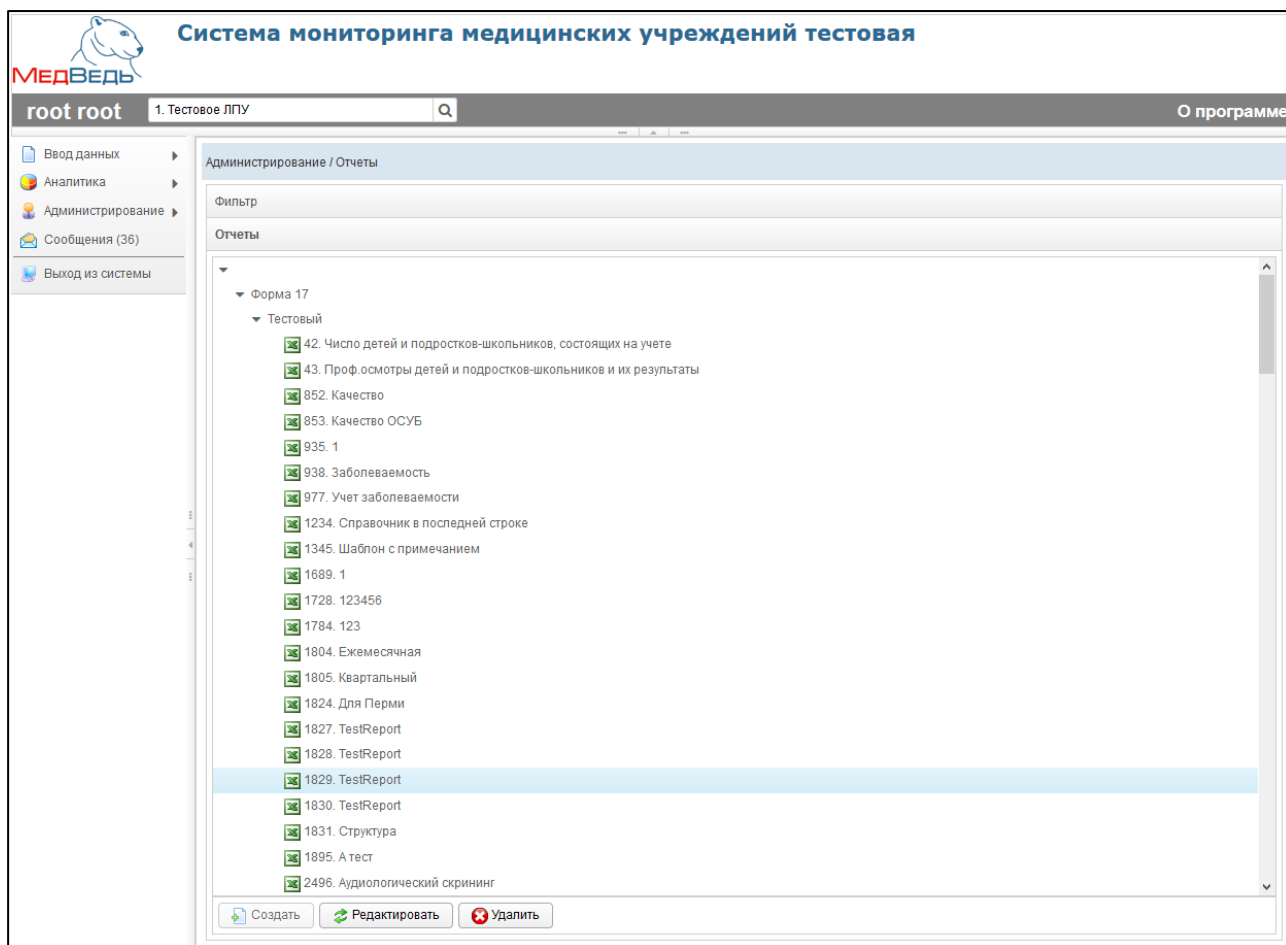 Система мониторинга медицинских учреждений тестовая
МедВедь
root root
1. Тестовое ЛПУ
О программе
Ввод данных
Аналитика
Администрирование
Сообщения (36)
Выход из системы
Администрирование / Отчеты
Фильтр
Отчеты
Форма 17
Тестовый
42. Число детей и подростков-школьников, состоящих на учете
43. Проф.осмотры детей и подростков-школьников и их результаты
852. Качество
853. Качество ОСУБ
935. 1
938. Заболеваемость
977. Учет заболеваемости
1234. Справочник в последней строке
1345. Шаблон с примечанием
1689. 1
1728. 123456
1784. 123
1804. Ежемесячная
1805. Квартальный
1824. Для Перми
1827. TestReport
1828. TestReport
1829. TestReport
1830. TestReport
1831. Структура
1895. А тест
2496. Аудиологический скрининг
Создать Редактировать Удалить